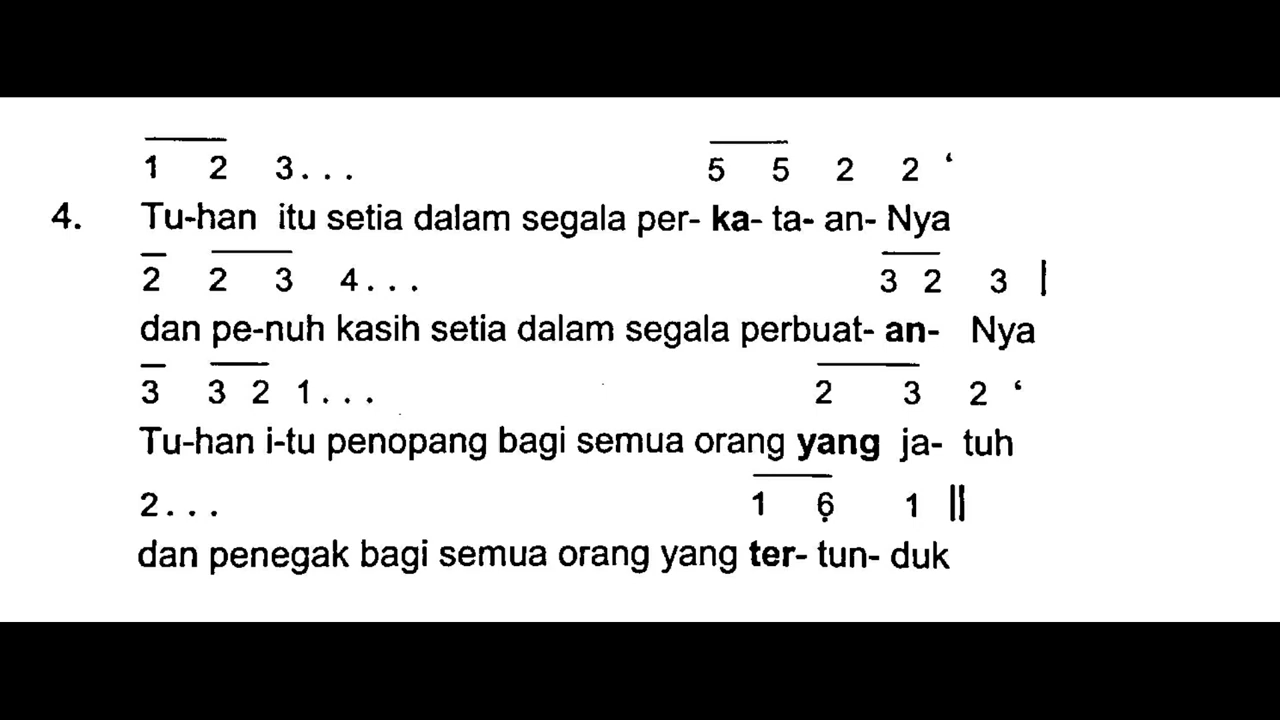 1 2 3... 5 5 2 2 ‘
4. Tu-han itu setia dalam segala per- ka- ta- an- Nya
2 2 3 4... 3 2 3 |
dan pe-nuh kasih setia dalam segala perbuat- an- Nya
3 3 2 1... 2 3 2 ‘
Tu-han i-tu penopang bagi semua orang yang ja- tuh
2... 1 6̣ 1 ||
dan penegak bagi semua orang yang ter- tun- duk